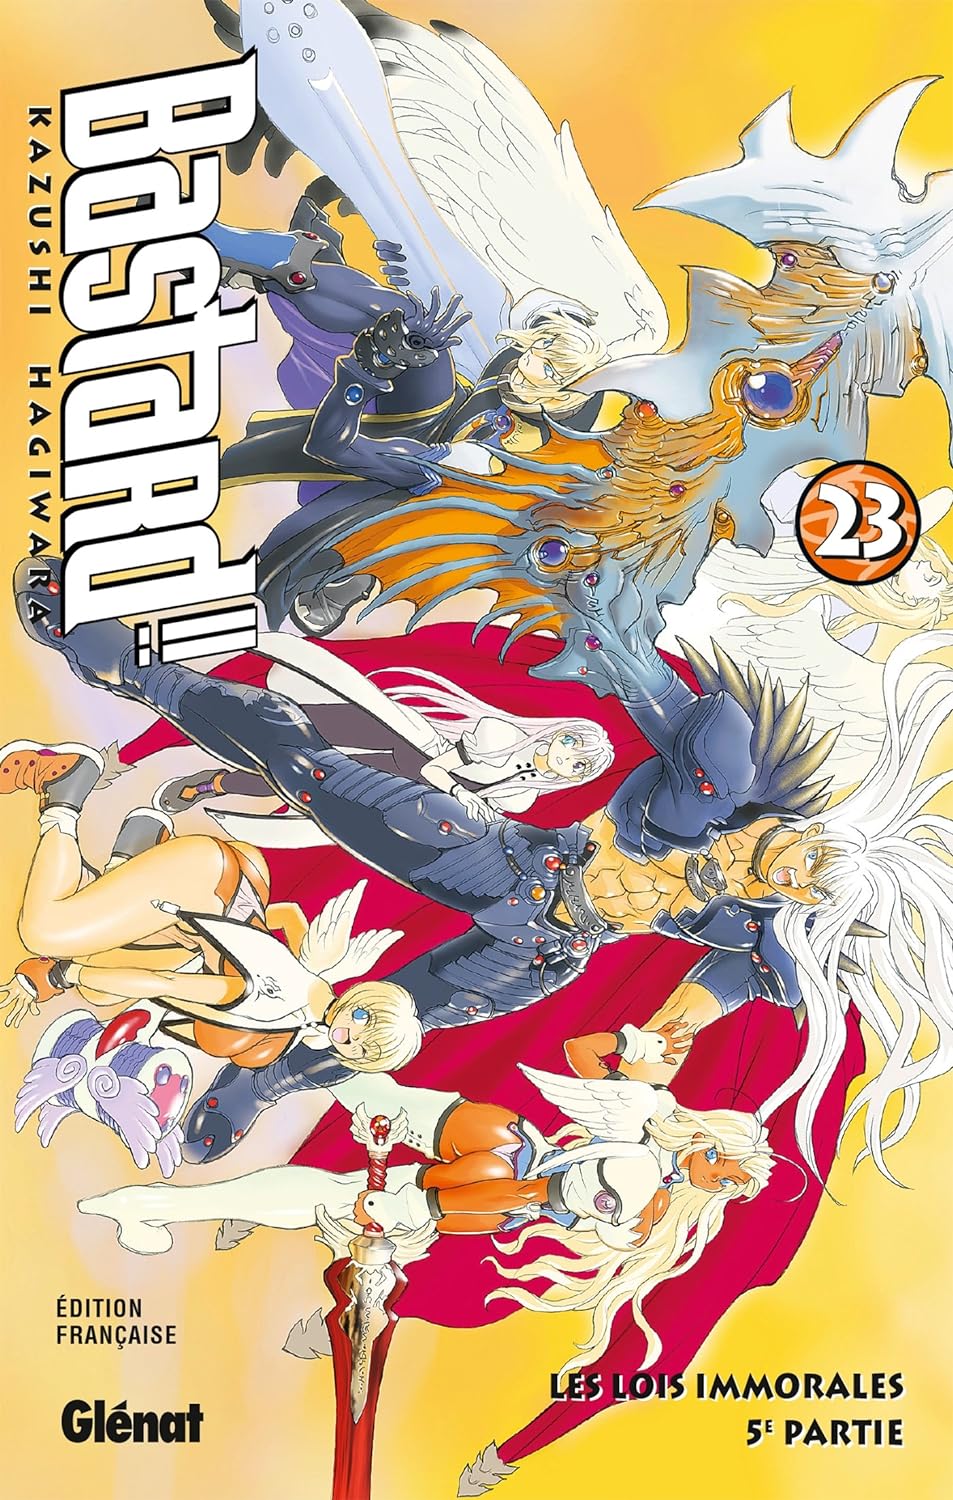 BASTARD!!
KAZUSHI HAGIWARA
23
ÉDITION
FRANÇAISE
Glénat
LES LOIS IMMORALES
5E PARTIE